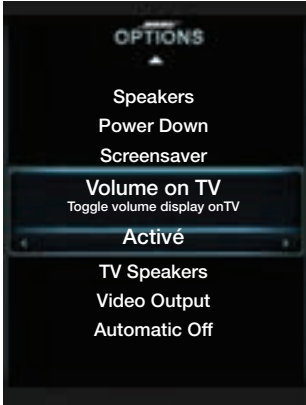 OPTIONS
Speakers
Power Down
Screensaver
Volume on TV
Toggle volume display onTV
Activé
TV Speakers
Video Output
Automatic Off